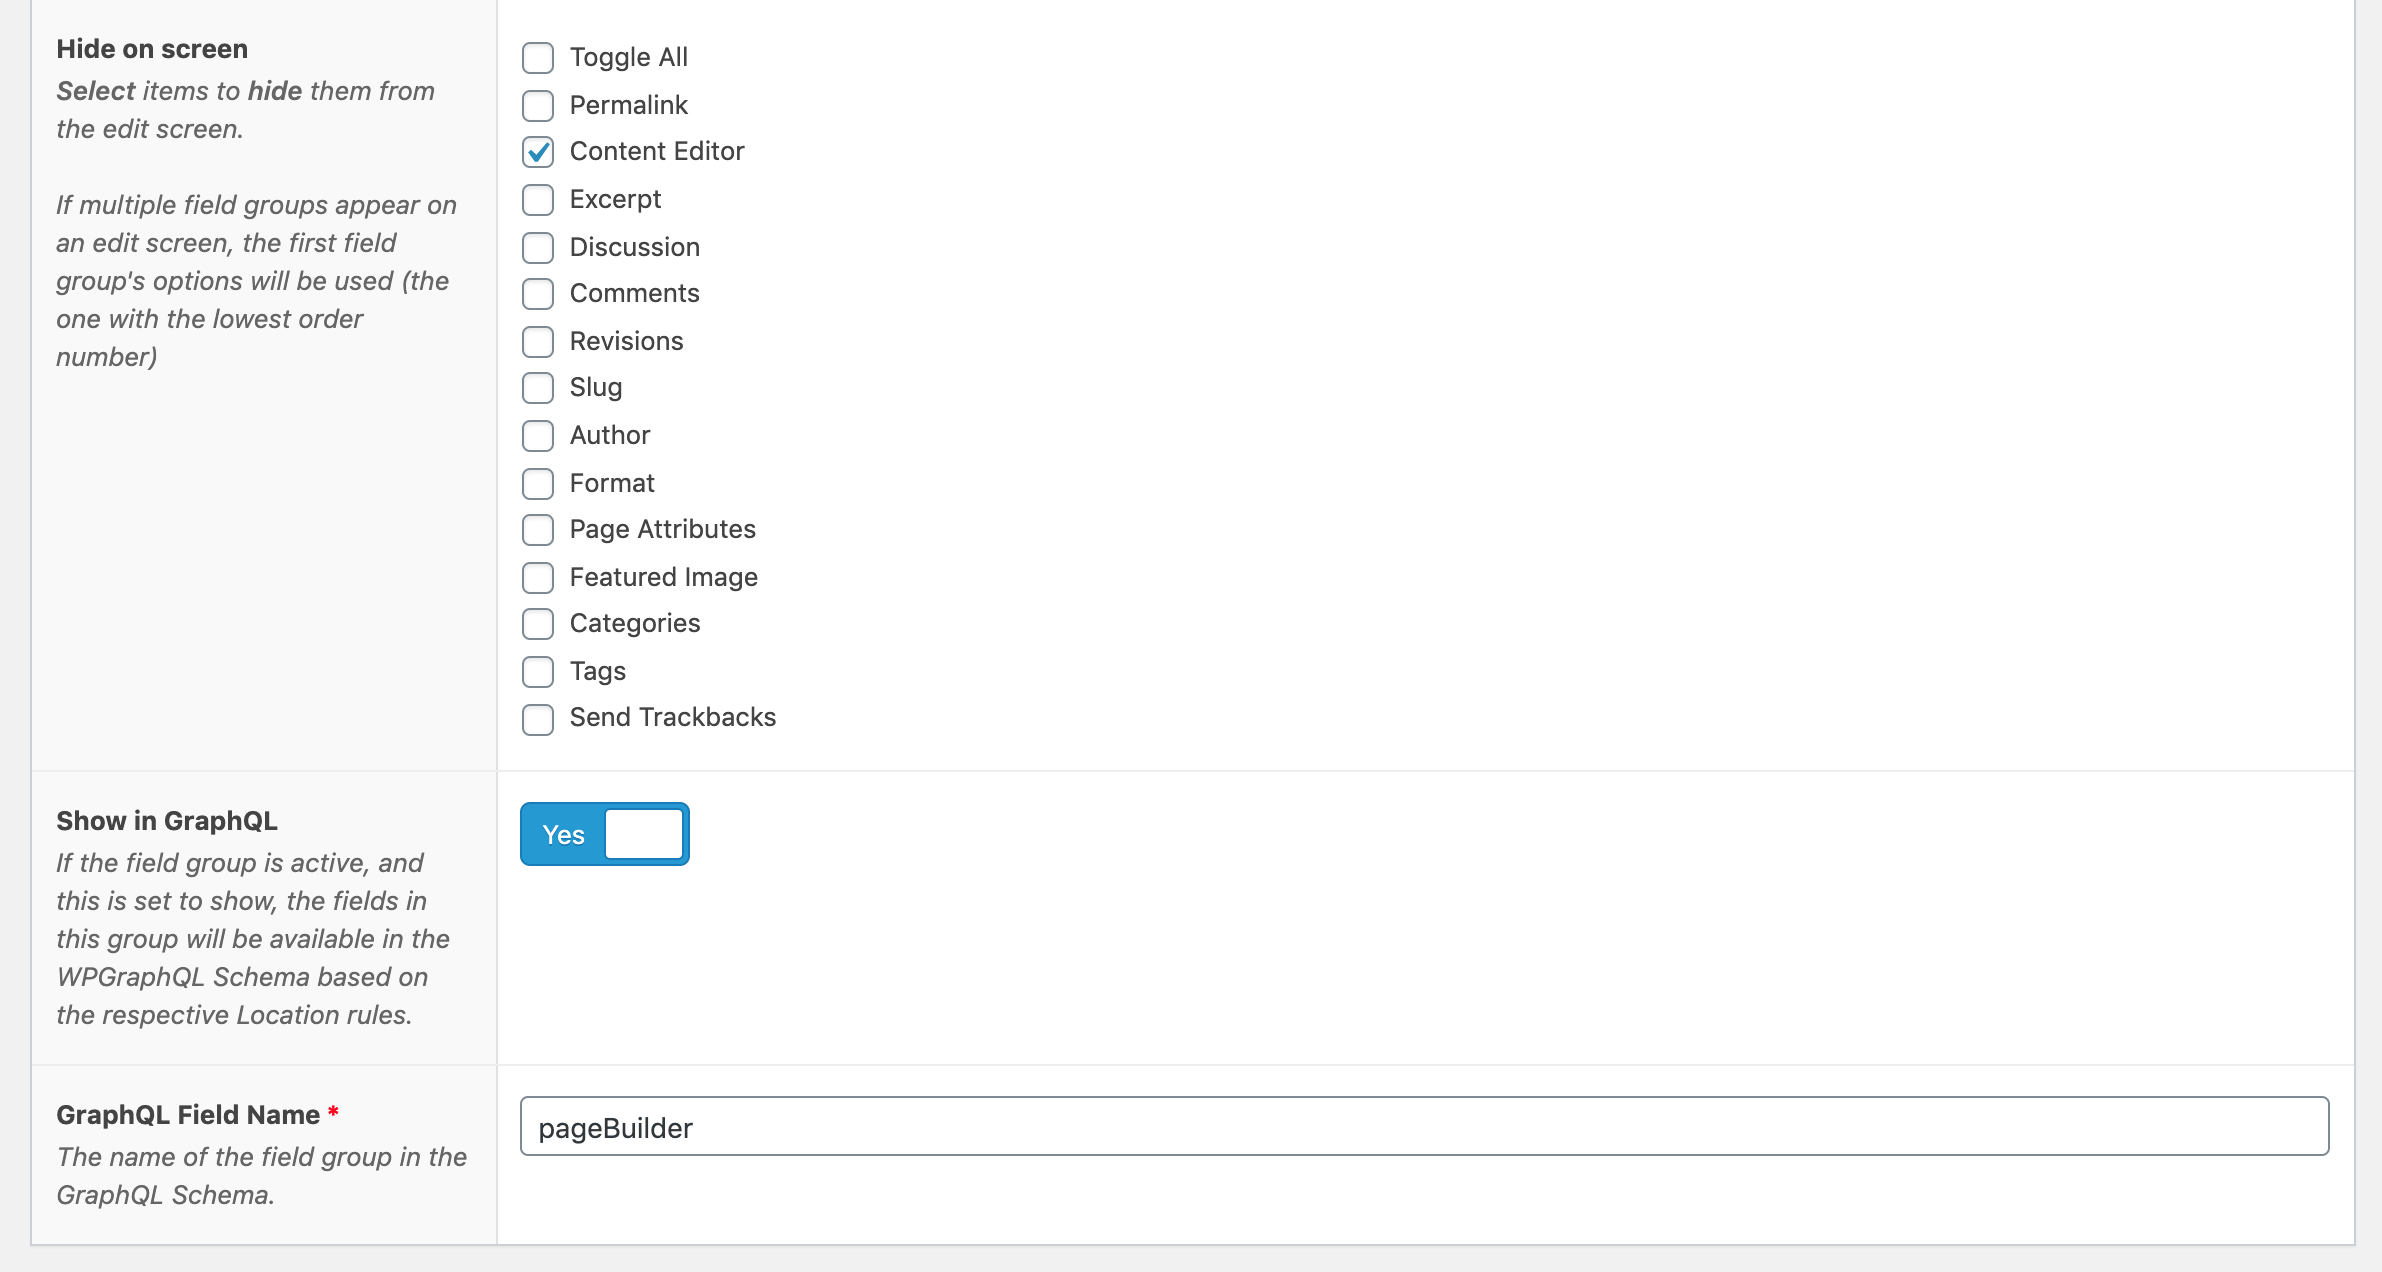 Hide on screen
Select items to hide them from
the edit screen.
If multiple field groups appear on
an edit screen, the first field
group's options will be used (the
one with the lowest order
number)
Toggle All
Permalink
Content Editor
Excerpt
Discussion
Comments
Revisions
Slug
Author
Format
Page Attributes
Featured Image
Categories
Tags
Send Trackbacks
Show in GraphQL
If the field group is active, and
this is set to show, the fields in
this group will be available in the
WPGraphQL Schema based on
the respective Location rules.
Yes
GraphQL Field Name *
The name of the field group in the
GraphQL Schema.
pageBuilder